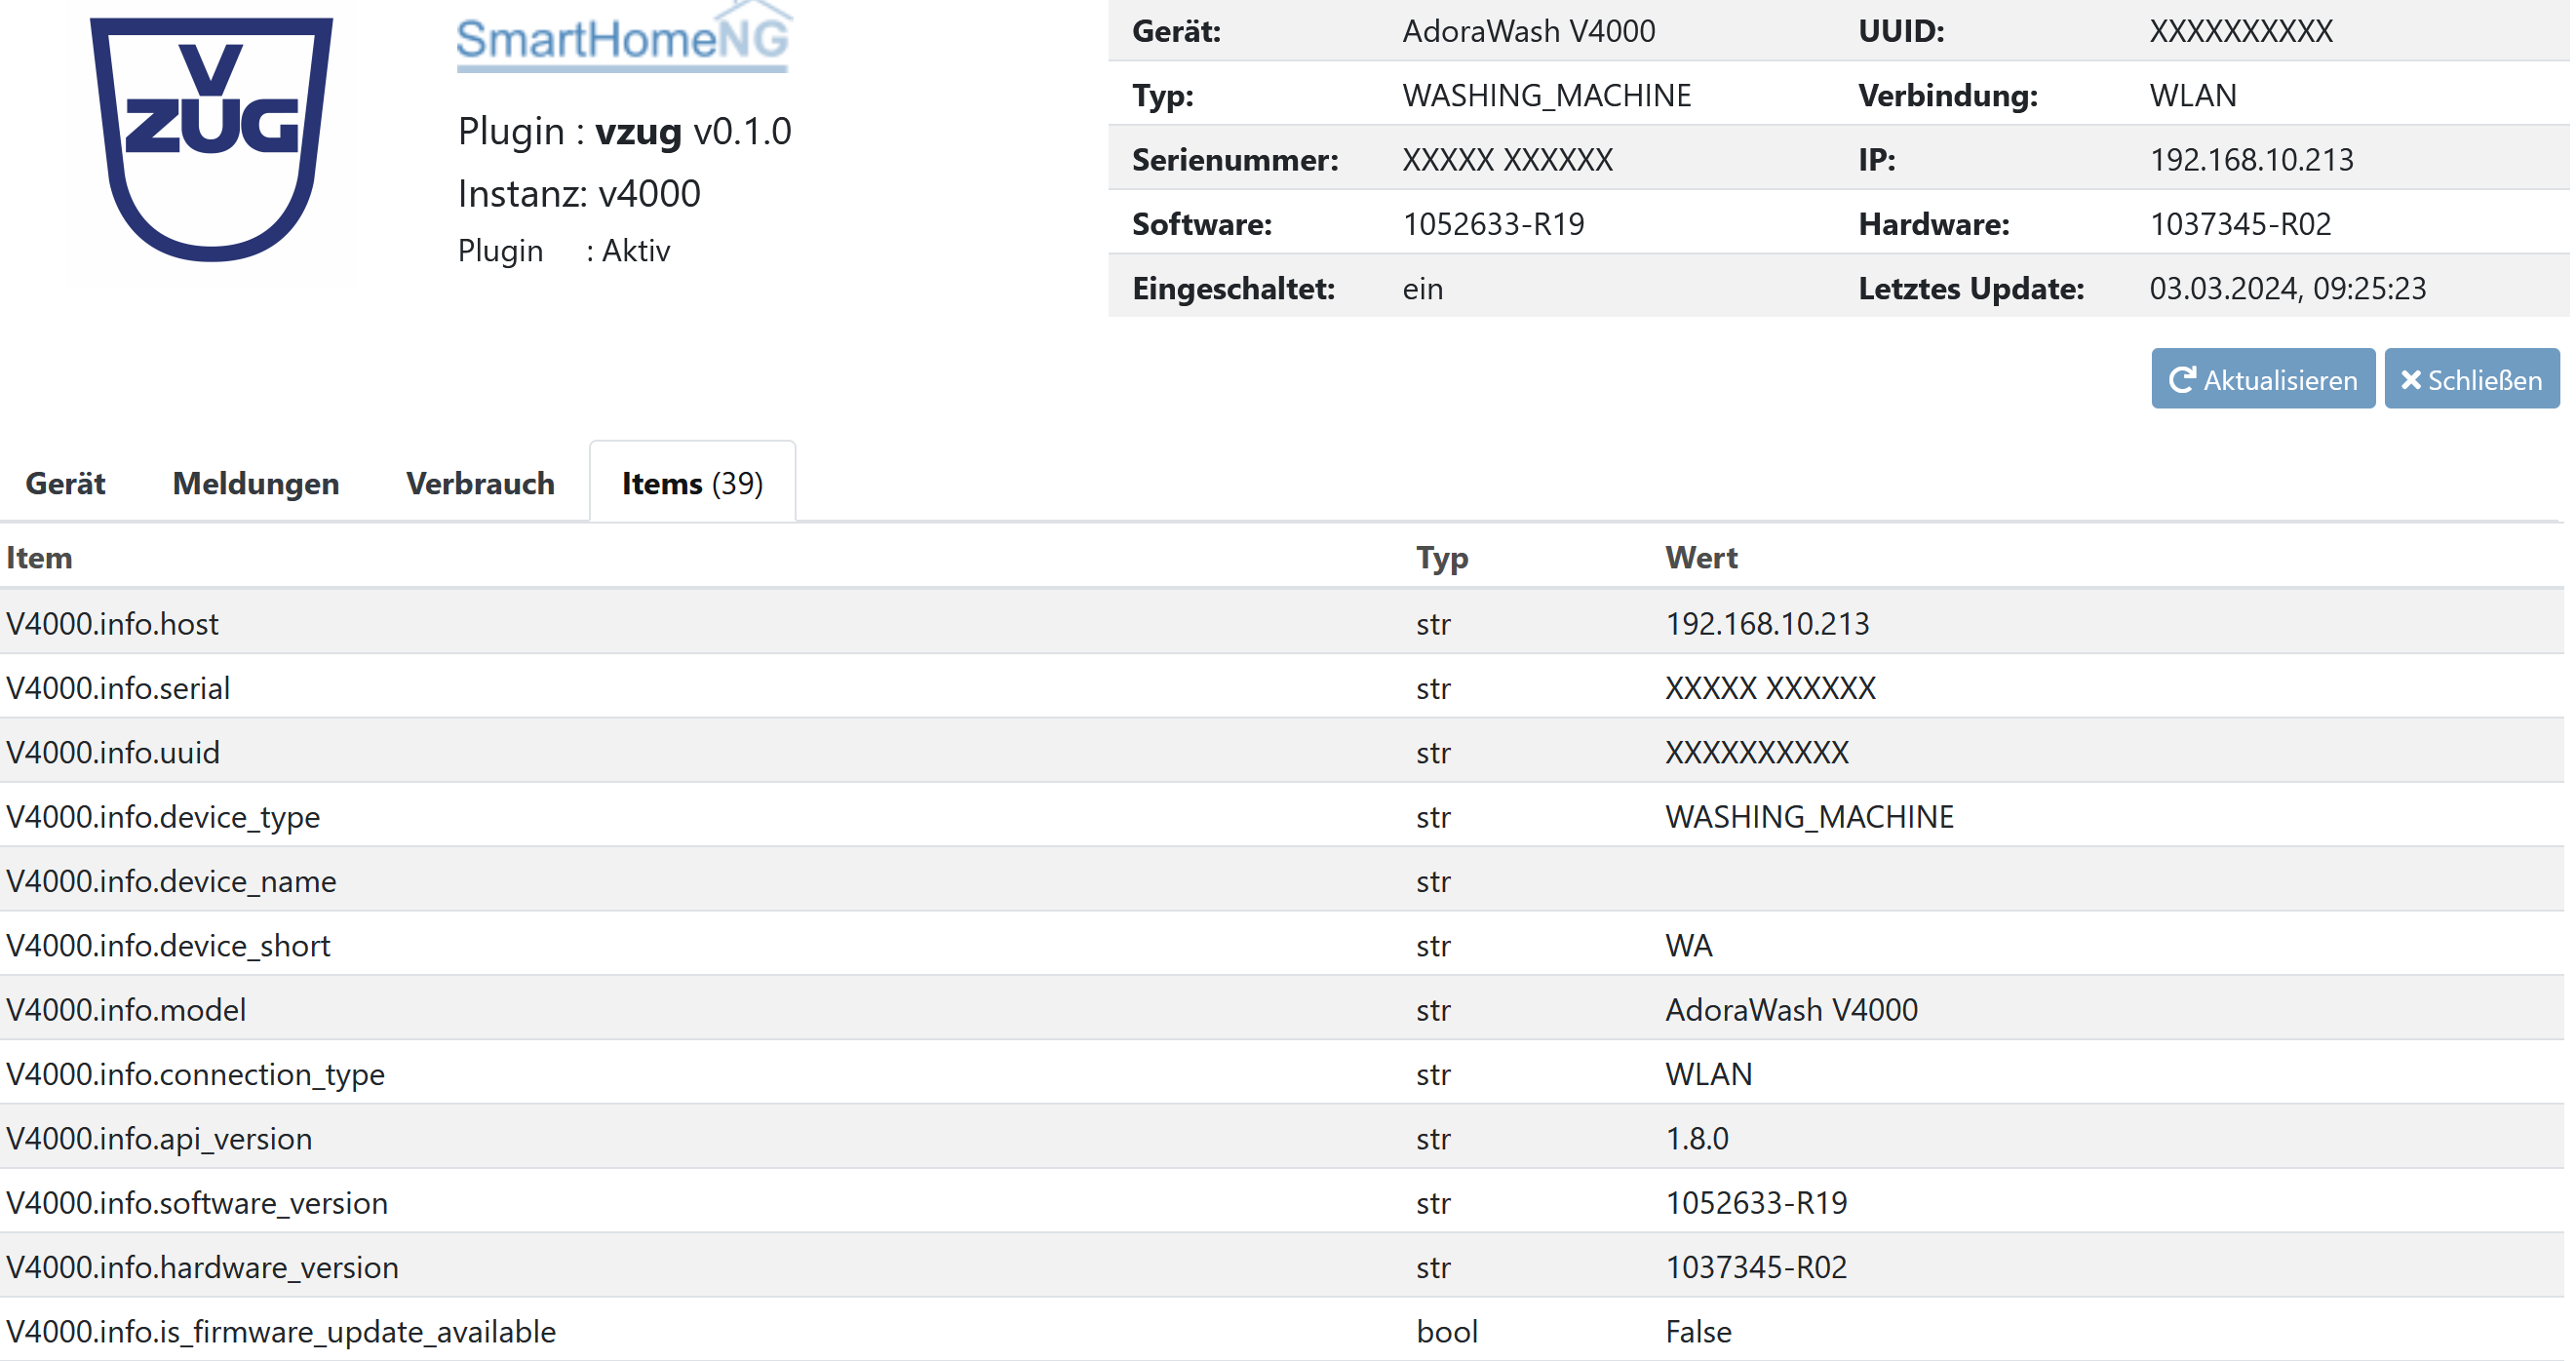 V
ZUG
SmartHomeNG
Plugin : vzug v0.1.0
Instanz: v4000
Plugin : Aktiv
Gerät: AdoraWash V4000 UUID: XXXXXXXXXX
Typ: WASHING_MACHINE Verbindung: WLAN
Serienummer: XXXXX XXXXXX IP: 192.168.10.213
Software: 1052633-R19 Hardware: 1037345-R02
Eingeschaltet: ein Letztes Update: 03.03.2024, 09:25:23
Aktualisieren Schließen
Gerät Meldungen Verbrauch Items (39)
Item Typ Wert
V4000.info.host str 192.168.10.213
V4000.info.serial str XXXXX XXXXXX
V4000.info.uuid str XXXXXXXXXX
V4000.info.device_type str WASHING_MACHINE
V4000.info.device_name str
V4000.info.device_short str WA
V4000.info.model str AdoraWash V4000
V4000.info.connection_type str WLAN
V4000.info.api_version str 1.8.0
V4000.info.software_version str 1052633-R19
V4000.info.hardware_version str 1037345-R02
V4000.info.is_firmware_update_available bool False